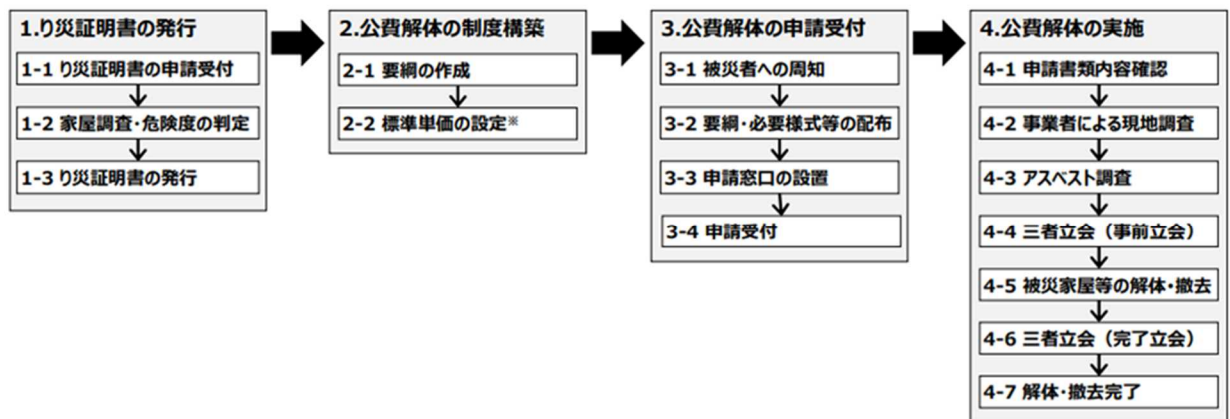 1.り災証明書の発行
1-1 り災証明書の申請受付
1-2 家屋調査・危険度の判定
1-3 り災証明書の発行
2.公費解体の制度構築
2-1 要綱の作成
2-2 標準単価の設定※
3.公費解体の申請受付
3-1 被災者への周知
3-2 要綱・必要様式等の配布
3-3 申請窓口の設置
3-4 申請受付
4.公費解体の実施
4-1 申請書類内容確認
4-2 事業者による現地調査
4-3 アスベスト調査
4-4 三者立会（事前立会）
4-5 被災家屋等の解体・撤去
4-6 三者立会（完了立会）
4-7 解体・撤去完了